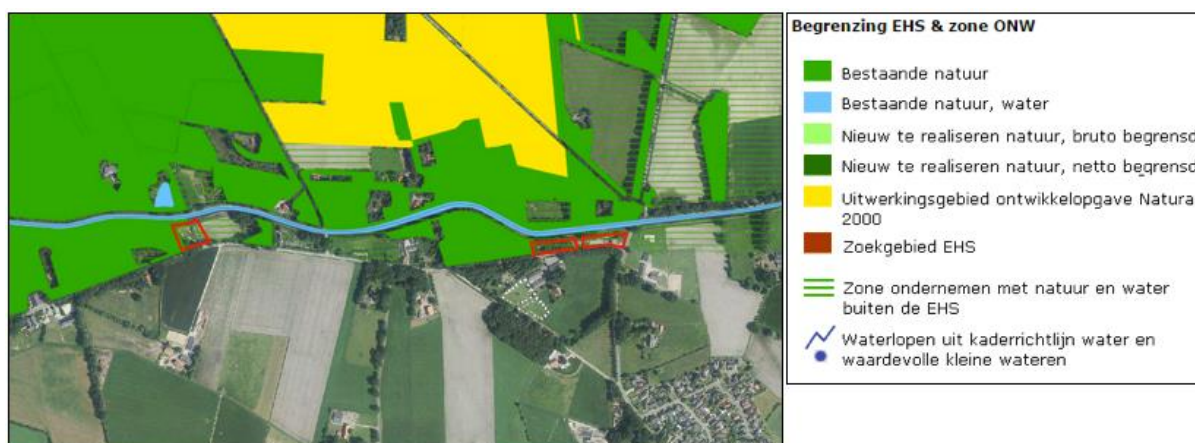 Begrenzing EHS & zone ONW
Bestaande natuur
Bestaande natuur, water
Nieuw te realiseren natuur, bruto begrensd
Nieuw te realiseren natuur, netto begrensd
Uitwerkingsgebied ontwikkelopgave Natura
2000
Zoekgebied EHS
Zone ondernemen met natuur en water
buiten de EHS
Waterlopen uit kaderrichtlijn water en
waardevolle kleine wateren